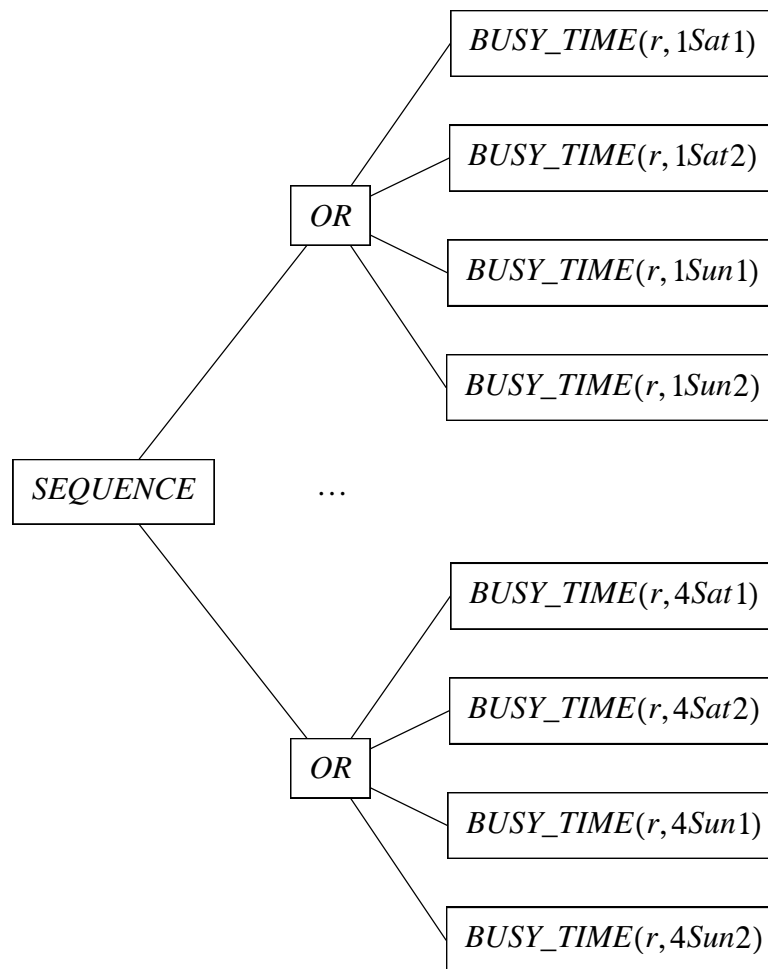 BUSY_TIME(r, 1Sat1)
BUSY_TIME(r, 1Sat2)
OR
BUSY_TIME(r, 1Sun1)
BUSY_TIME(r, 1Sun2)
SEQUENCE
...
BUSY_TIME(r, 4Sat1)
BUSY_TIME(r, 4Sat2)
OR
BUSY_TIME(r, 4Sun1)
BUSY_TIME(r, 4Sun2)